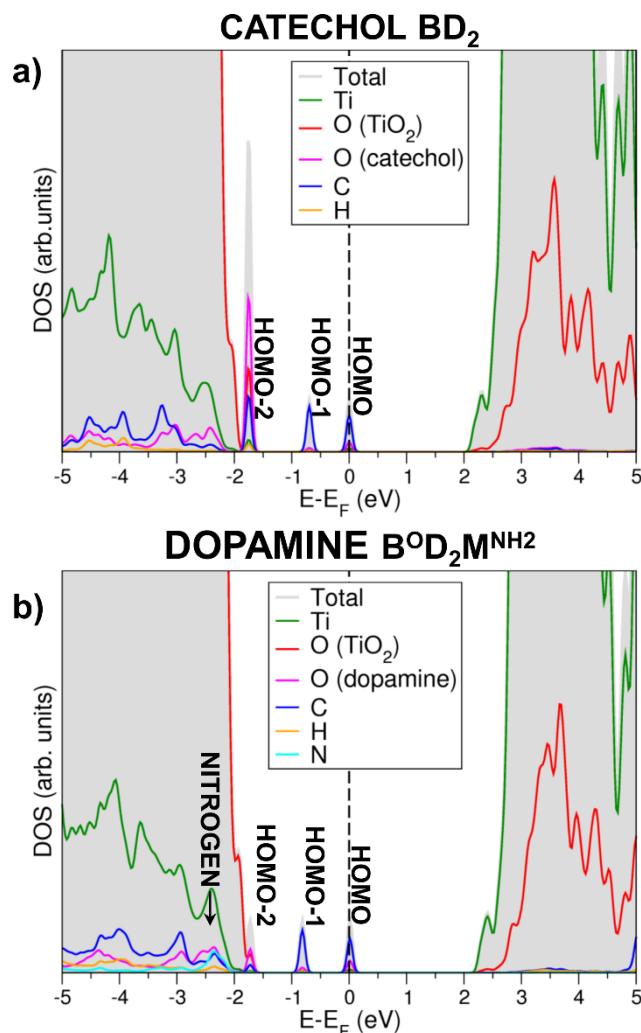 CATECHOL BD₂
a)
Total
Ti
O (TiO₂)
O (catechol)
C
H
DOS (arb.units)
HOMO-2
HOMO-1
HOMO
-5 -4 -3 -2 -1 0 1 2 3 4 5
E-E_F (eV)
DOPAMINE BᴼD₂Mᴺᴴ²
b)
Total
Ti
O (TiO₂)
O (dopamine)
C
H
N
DOS (arb. units)
NITROGEN
HOMO-2
HOMO-1
HOMO
-5 -4 -3 -2 -1 0 1 2 3 4 5
E-E_F (eV)